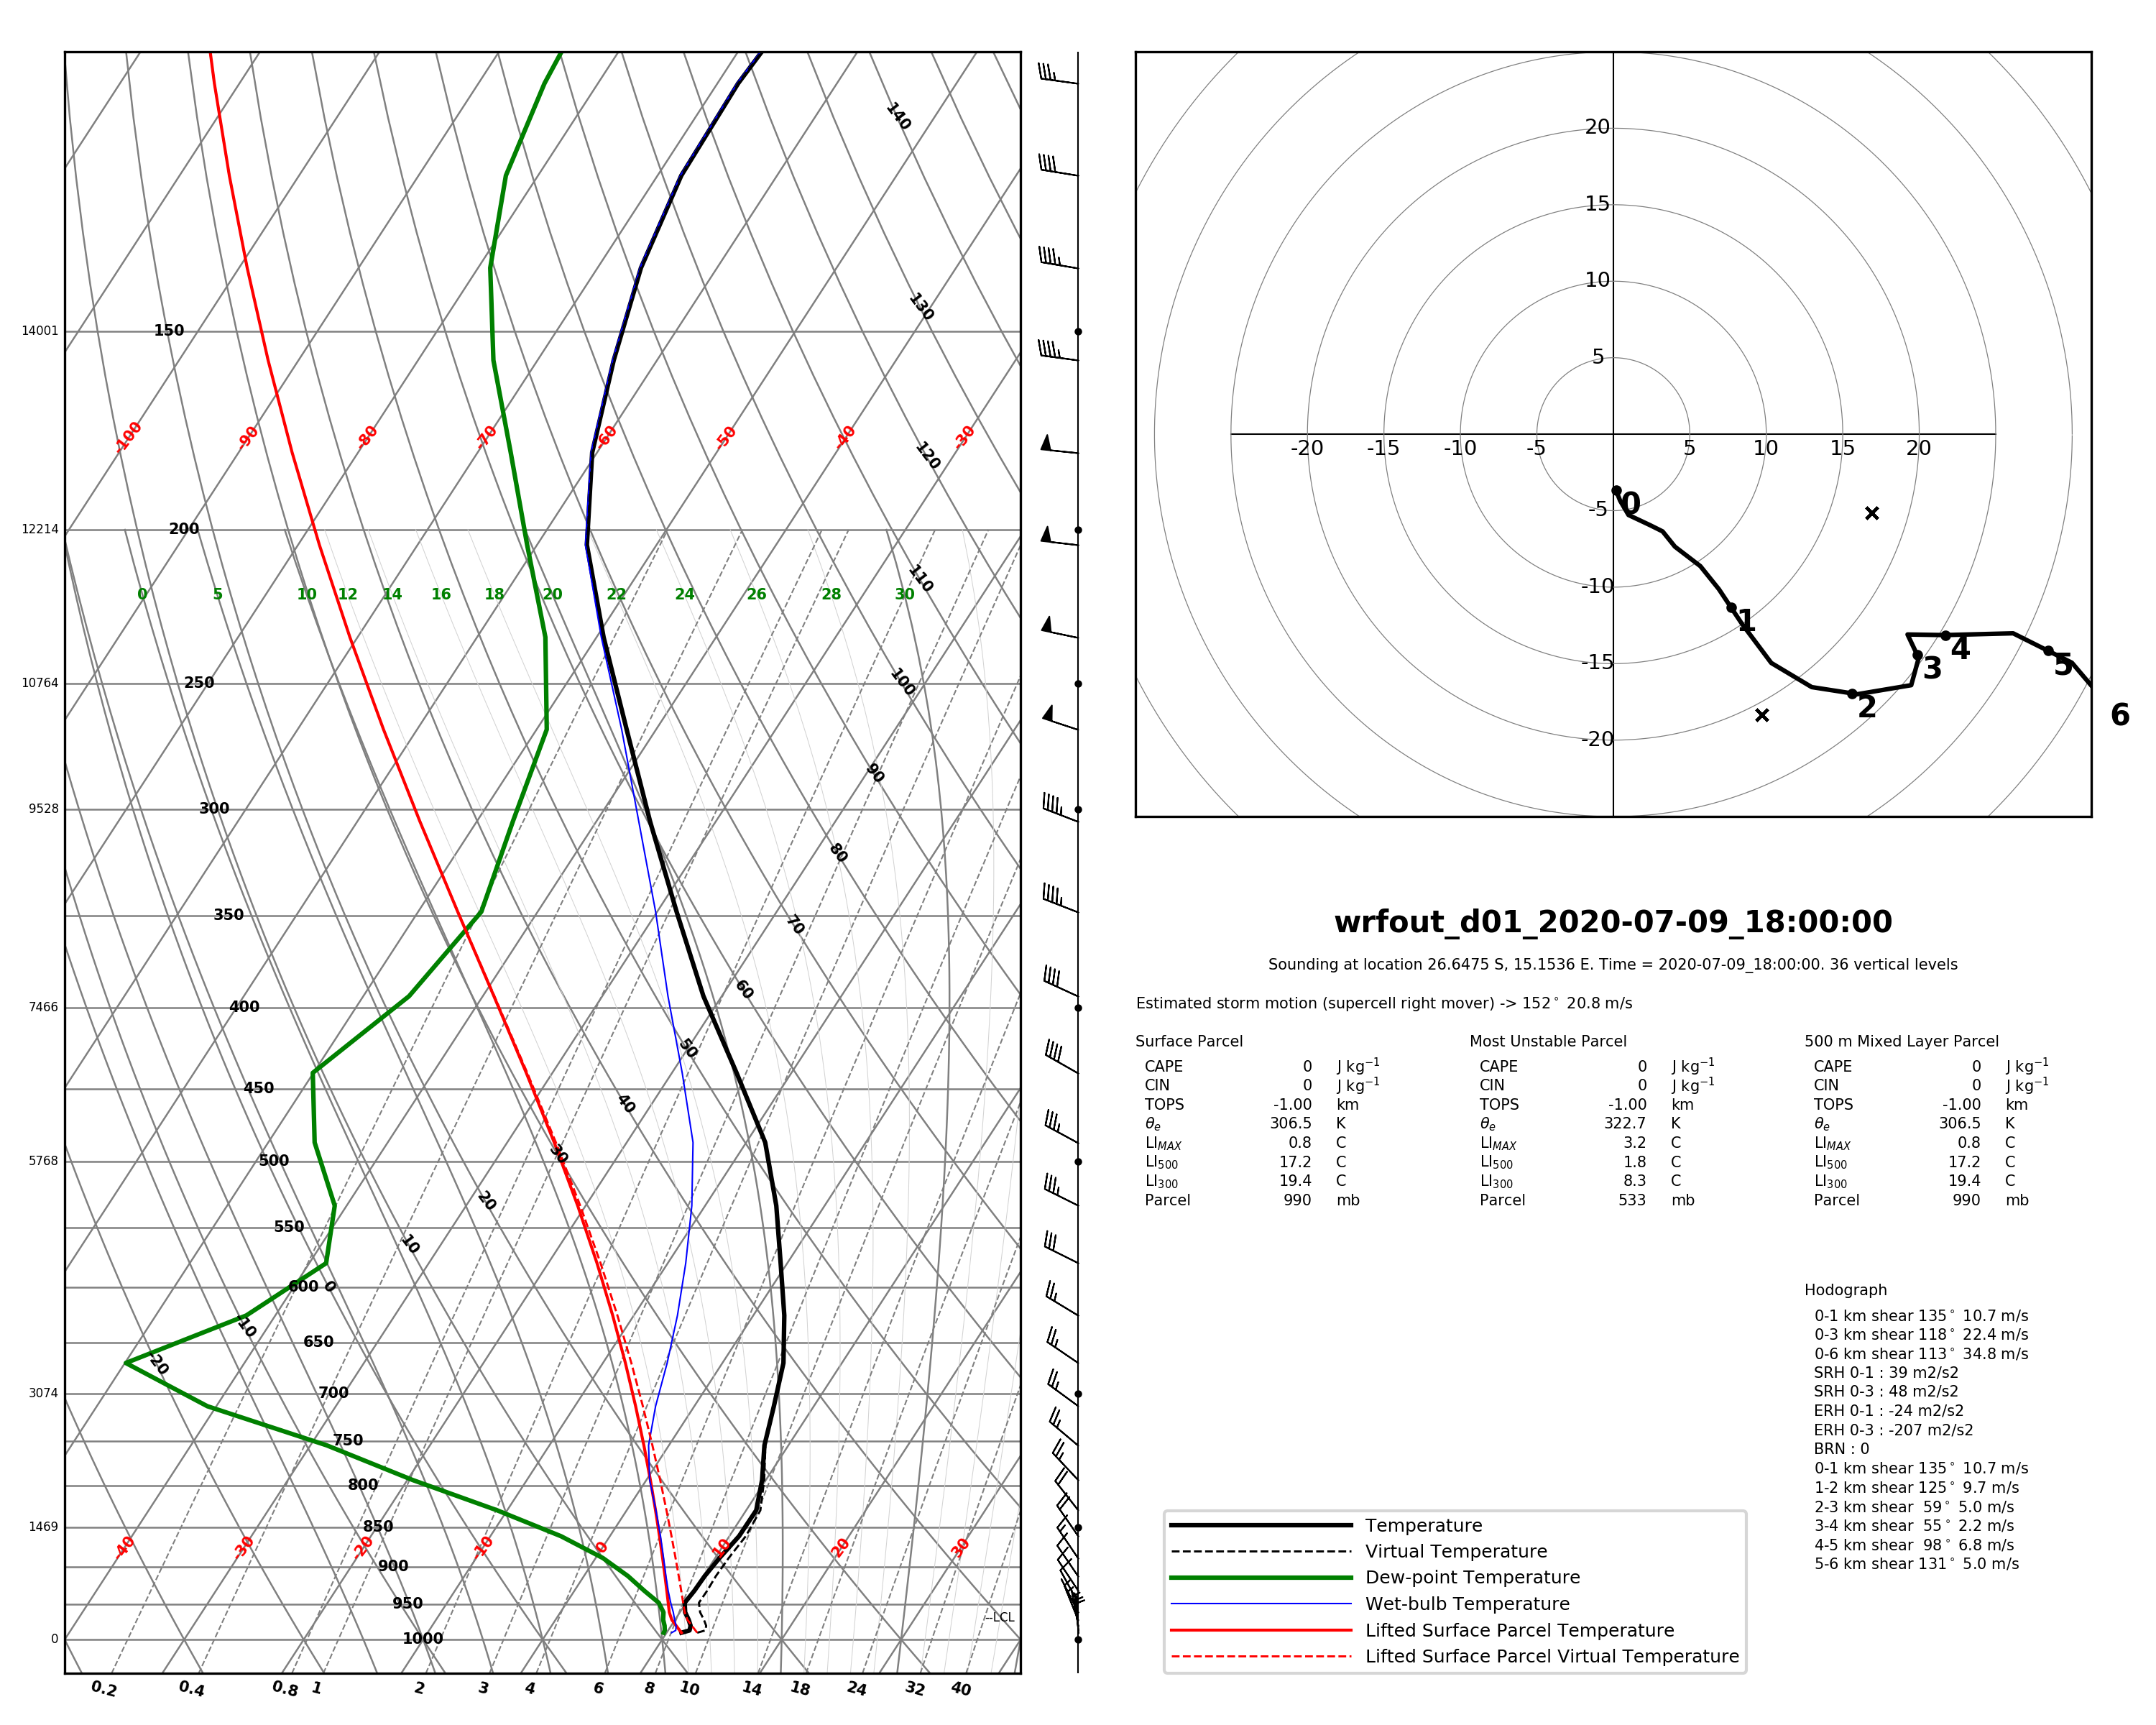 140
130
14001 150
-100 -90 -80 -70 -60 -50 -40 -30
120
12214 200
110
0 5 10 12 14 16 18 20 22 24 26 28 30
10764 250
100
90
9528 300
80
350
70
7466 400
60
50
450
40
5768 500
30
20
550
10
600 0
-10
650
-20
3074 700
750
800
1469 850
-40 -30 -20 -10 0 10 20 30
900
950
--LCL
0 1000
0.2 0.4 0.8 1 2 3 4 6 8 10 14 18 24 32 40
20
15
10
5
-20 -15 -10 -5 5 10 15 20
-5
-10
-15
-20
0
1
2
3
4
5
6
wrfout_d01_2020-07-09_18:00:00
Sounding at location 26.6475 S, 15.1536 E. Time = 2020-07-09_18:00:00. 36 vertical levels
Estimated storm motion (supercell right mover) -> 152° 20.8 m/s
Surface Parcel
CAPE 0 J kg⁻¹
CIN 0 J kg⁻¹
TOPS -1.00 km
θₑ 306.5 K
LI_MAX 0.8 C
LI₅₀₀ 17.2 C
LI₃₀₀ 19.4 C
Parcel 990 mb
Most Unstable Parcel
CAPE 0 J kg⁻¹
CIN 0 J kg⁻¹
TOPS -1.00 km
θₑ 322.7 K
LI_MAX 3.2 C
LI₅₀₀ 1.8 C
LI₃₀₀ 8.3 C
Parcel 533 mb
500 m Mixed Layer Parcel
CAPE 0 J kg⁻¹
CIN 0 J kg⁻¹
TOPS -1.00 km
θₑ 306.5 K
LI_MAX 0.8 C
LI₅₀₀ 17.2 C
LI₃₀₀ 19.4 C
Parcel 990 mb
Hodograph
0-1 km shear 135° 10.7 m/s
0-3 km shear 118° 22.4 m/s
0-6 km shear 113° 34.8 m/s
SRH 0-1 : 39 m2/s2
SRH 0-3 : 48 m2/s2
ERH 0-1 : -24 m2/s2
ERH 0-3 : -207 m2/s2
BRN : 0
0-1 km shear 135° 10.7 m/s
1-2 km shear 125° 9.7 m/s
2-3 km shear 59° 5.0 m/s
3-4 km shear 55° 2.2 m/s
4-5 km shear 98° 6.8 m/s
5-6 km shear 131° 5.0 m/s
Temperature
Virtual Temperature
Dew-point Temperature
Wet-bulb Temperature
Lifted Surface Parcel Temperature
Lifted Surface Parcel Virtual Temperature